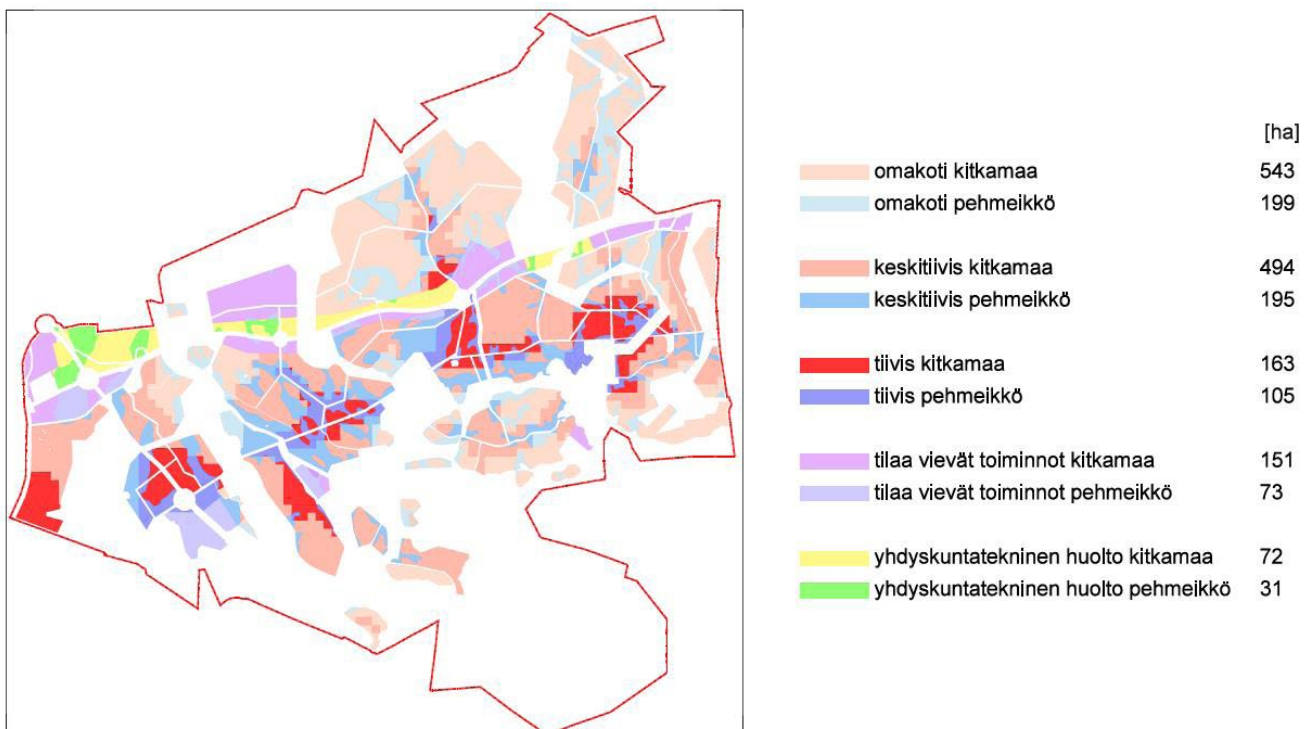 [ha]
omakoti kitkamaa 543
omakoti pehmeikkö 199
keskitiivis kitkamaa 494
keskitiivis pehmeikkö 195
tiivis kitkamaa 163
tiivis pehmeikkö 105
tilaa vievät toiminnot kitkamaa 151
tilaa vievät toiminnot pehmeikkö 73
yhdyskuntatekninen huolto kitkamaa 72
yhdyskuntatekninen huolto pehmeikkö 31